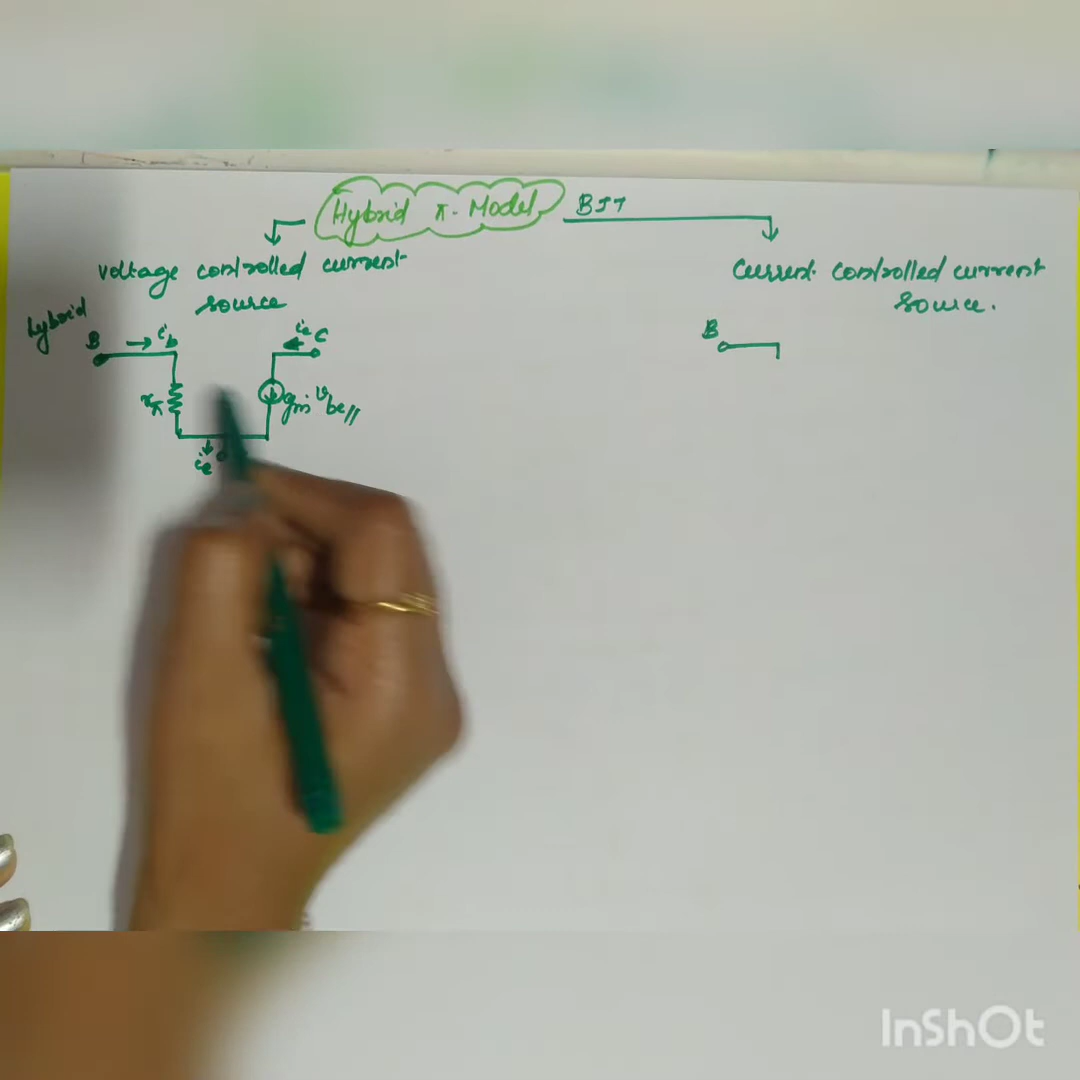 Hybrid π- Model BJT
Voltage controlled current
source
Current controlled current
source.
hybrid
B
ib
ic C
rπ
gm vbe//
ie
B
InShOt